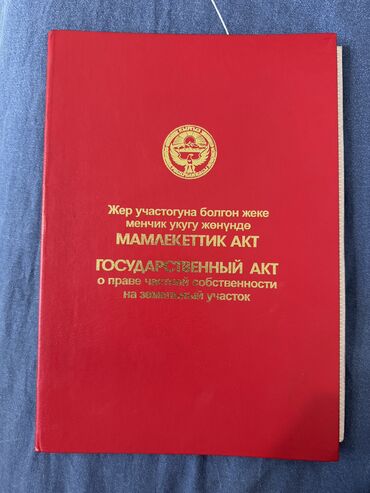 Жер участогуна болгон жеке
менчик укугу жөнүндө
МАМЛЕКЕТТИК АКТ
ГОСУДАРСТВЕННЫЙ АКТ
о праве частной собственности
на земельный участок